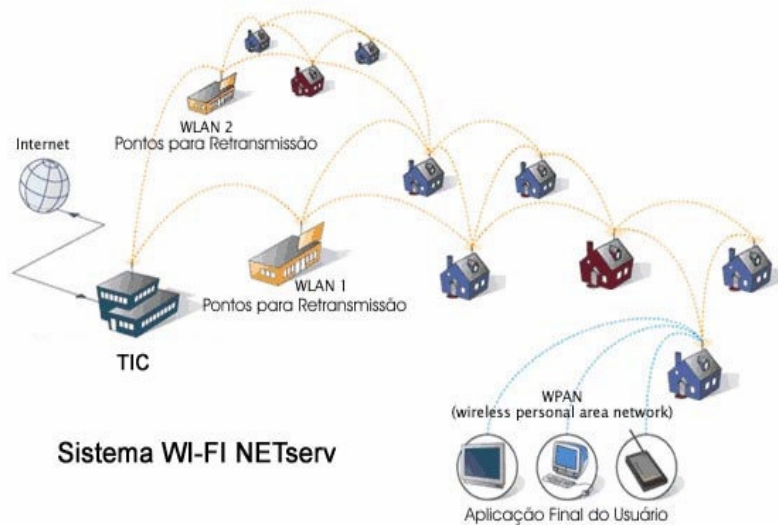 WLAN 2
Pontos para Retransmissão
Internet
WLAN 1
Pontos para Retransmissão
TIC
WPAN
(wireless personal area network)
Sistema WI-FI NETserv
Aplicação Final do Usuário